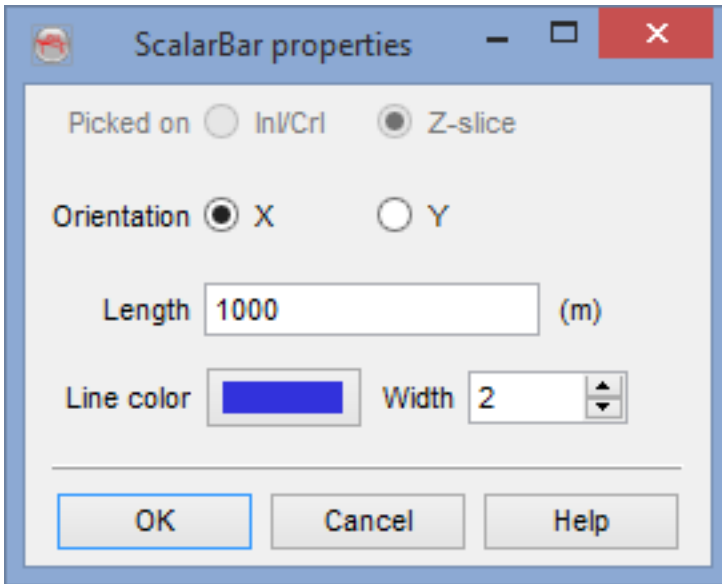 ScalarBar properties
Picked on Inl/Crl Z-slice
Orientation X Y
Length 1000 (m)
Line color Width 2
OK Cancel Help